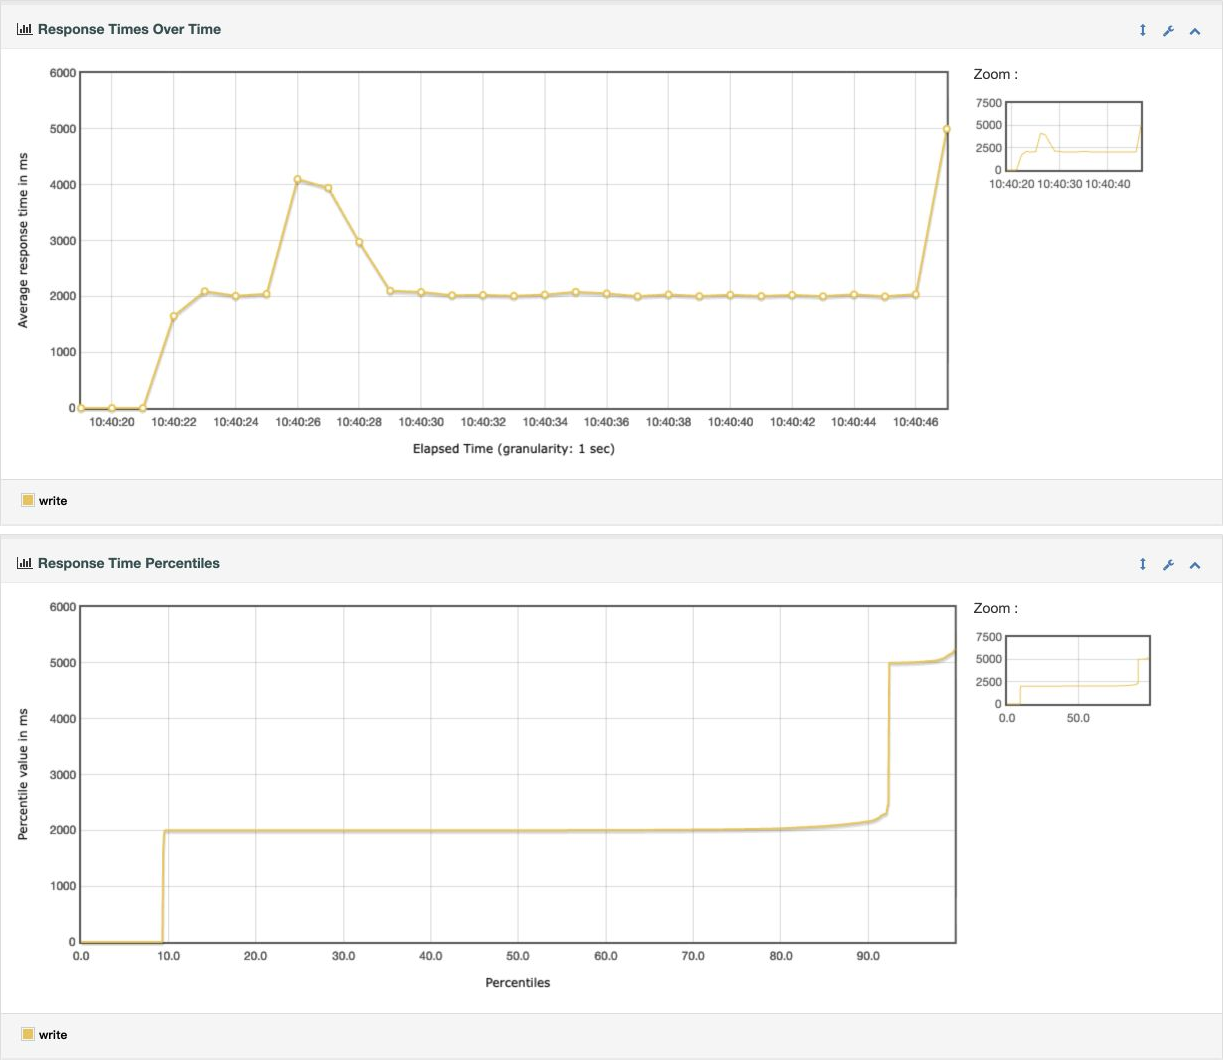 Response Times Over Time
Zoom :
6000
5000
4000
3000
2000
1000
0
Average response time in ms
10:40:20 10:40:22 10:40:24 10:40:26 10:40:28 10:40:30 10:40:32 10:40:34 10:40:36 10:40:38 10:40:40 10:40:42 10:40:44 10:40:46
Elapsed Time (granularity: 1 sec)
7500
5000
2500
0
10:40:20 10:40:30 10:40:40
write
Response Time Percentiles
Zoom :
6000
5000
4000
3000
2000
1000
0
Percentile value in ms
0.0 10.0 20.0 30.0 40.0 50.0 60.0 70.0 80.0 90.0
Percentiles
7500
5000
2500
0
0.0 50.0
write